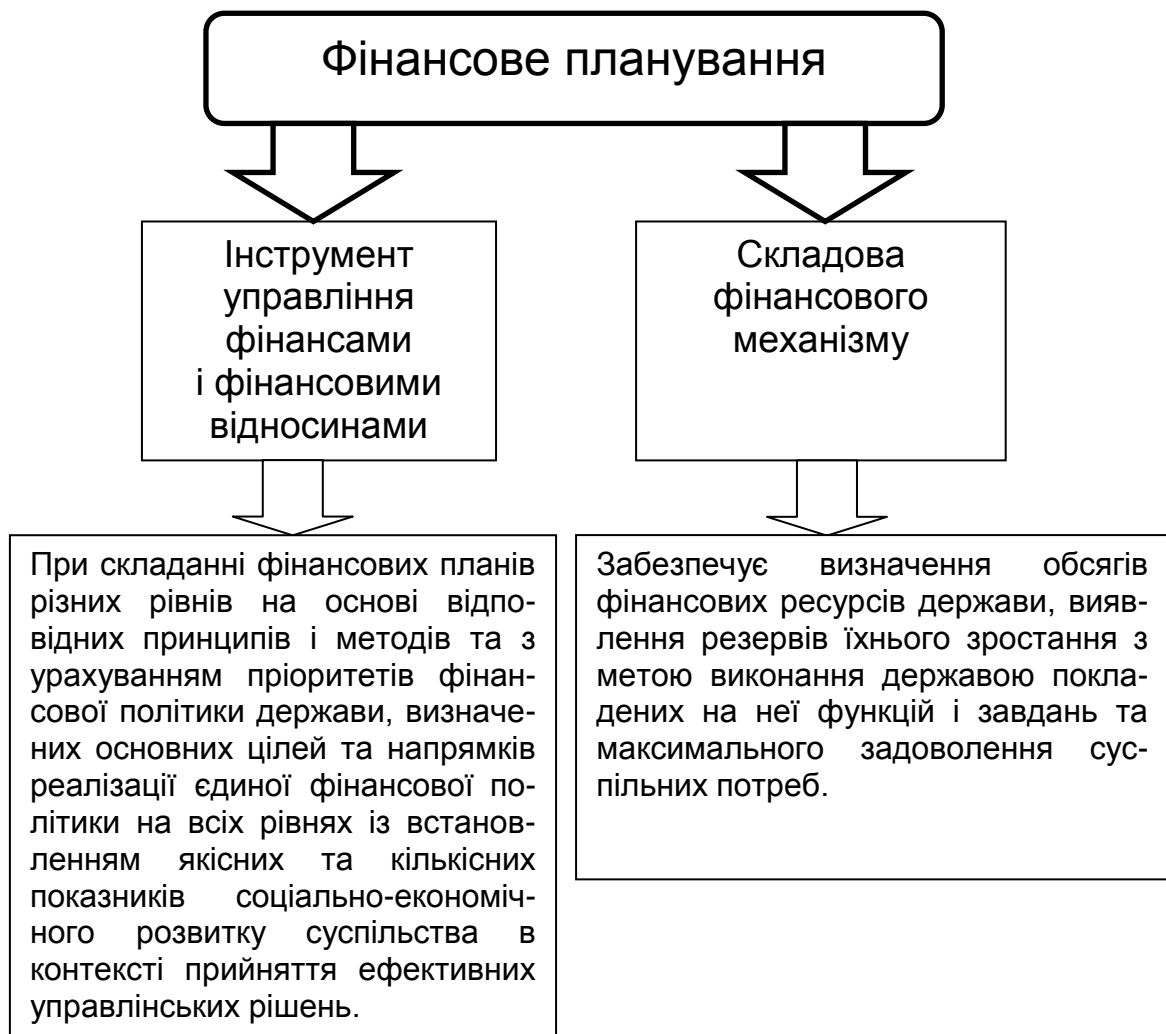 Фінансове планування
Інструмент
управління
фінансами
і фінансовими
відносинами
Складова
фінансового
механізму
При складанні фінансових планів
різних рівнів на основі відпо-
відних принципів і методів та з
урахуванням пріоритетів фінан-
сової політики держави, визначе-
них основних цілей та напрямків
реалізації єдиної фінансової по-
літики на всіх рівнях із встанов-
ленням якісних та кількісних
показників соціально-економіч-
ного розвитку суспільства в
контексті прийняття ефективних
управлінських рішень.
Забезпечує визначення обсягів
фінансових ресурсів держави, вияв-
лення резервів їхнього зростання з
метою виконання державою покла-
дених на неї функцій і завдань та
максимального задоволення сус-
пільних потреб.